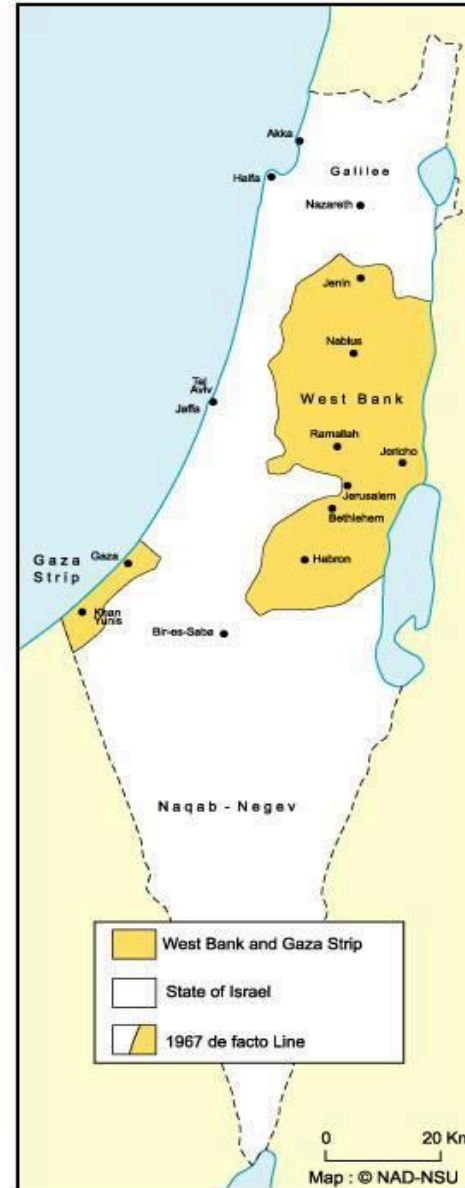 Akka
Haifa
Galilee
Nazareth
Jenin
Nablus
Tel
Aviv
Jaffa
West Bank
Ramallah
Jericho
Jerusalem
Bethlehem
Gaza
Strip
Gaza
Habron
Khan
Yunis
Bir-es-Saba
Naqab - Negev
West Bank and Gaza Strip
State of Israel
1967 de facto Line
0 20 Km
Map : © NAD-NSU